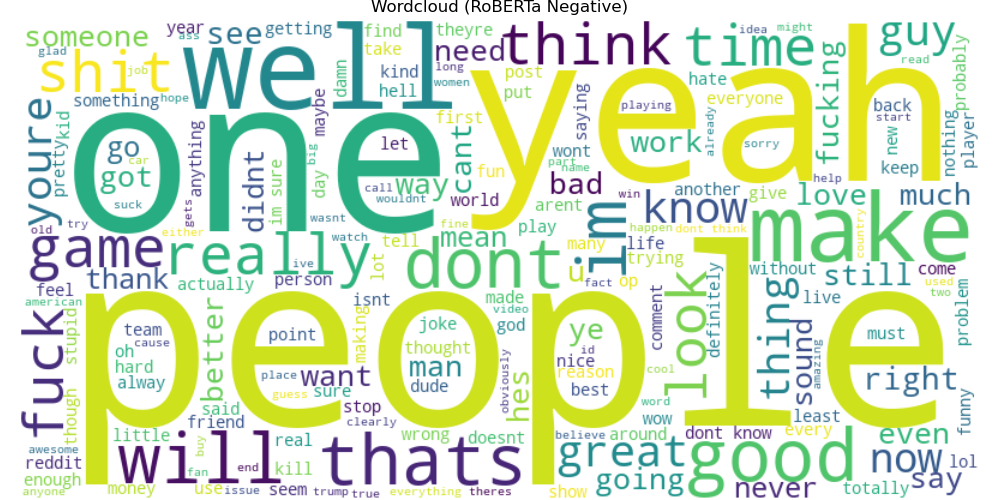 Wordcloud (RoBERTa Negative)
someone
year
see
getting
find
theyre
think
time
idea
might
guy
glad
ass
shit
job
well
take
need
yeah
read
probably
kind
hell
damn
long
women
post
put
hate
everyone
fucking
something
hope
maybe
first
saying
playing
already
back
start
new
youre
pretty
kid
one
go
got
car
suck
anything
let
cant
fun
wont
work
sorry
keep
nothing
player
didnt
im sure
day
big
call
way
wouldnt
world
part
name
bad
another
help
give
love
much
gets
arent
win
im
know
old
try
either
wasnt
fine
play
happen
dont think
make
country
game
really
watch
tell
mean
many
life
trying
thank
ive
lot
dont
u
op
without
still
come
feel
actually
person
fact
look
live
used
two
american
isnt
made
video
definitely
thing
problem
fuck
stupid
people
team
cause
better
point
making
joke
god
ye
comment
sound
must
oh
hard
alway
thought
man
dude
obviously
id
nice
reason
best
cool
amazing
right
place
want
guess
sure
hes
word
wow
least
funny
though
said
friend
stop
clearly
little
will
real
thats
wrong
doesnt
believe
around
dont know
every
even
awesome
reddit
enough
buy
fan
end
kill
great
going
good
now
lol
anyone
money
use
issue
seem
trump
true
everything
theres
show
never
totally
say